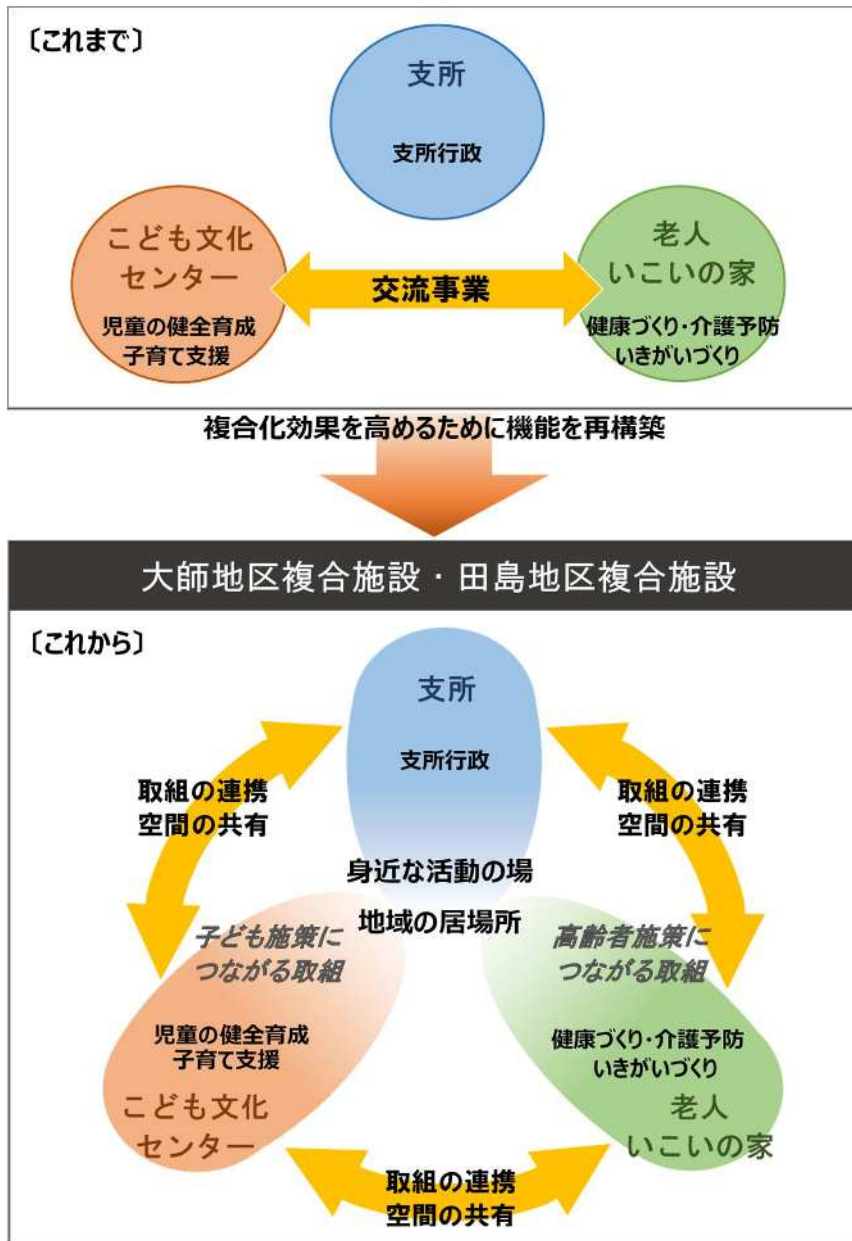 〔これまで〕
支所
支所行政
こども文化
センター
児童の健全育成
子育て支援
交流事業
老人
いこいの家
健康づくり・介護予防
いきがいづくり
複合化効果を高めるために機能を再構築
大師地区複合施設・田島地区複合施設
〔これから〕
支所
支所行政
取組の連携
空間の共有
取組の連携
空間の共有
身近な活動の場
地域の居場所
子ども施策に
つながる取組
高齢者施策に
つながる取組
児童の健全育成
子育て支援
健康づくり・介護予防
いきがいづくり
こども文化
センター
老人
いこいの家
取組の連携
空間の共有